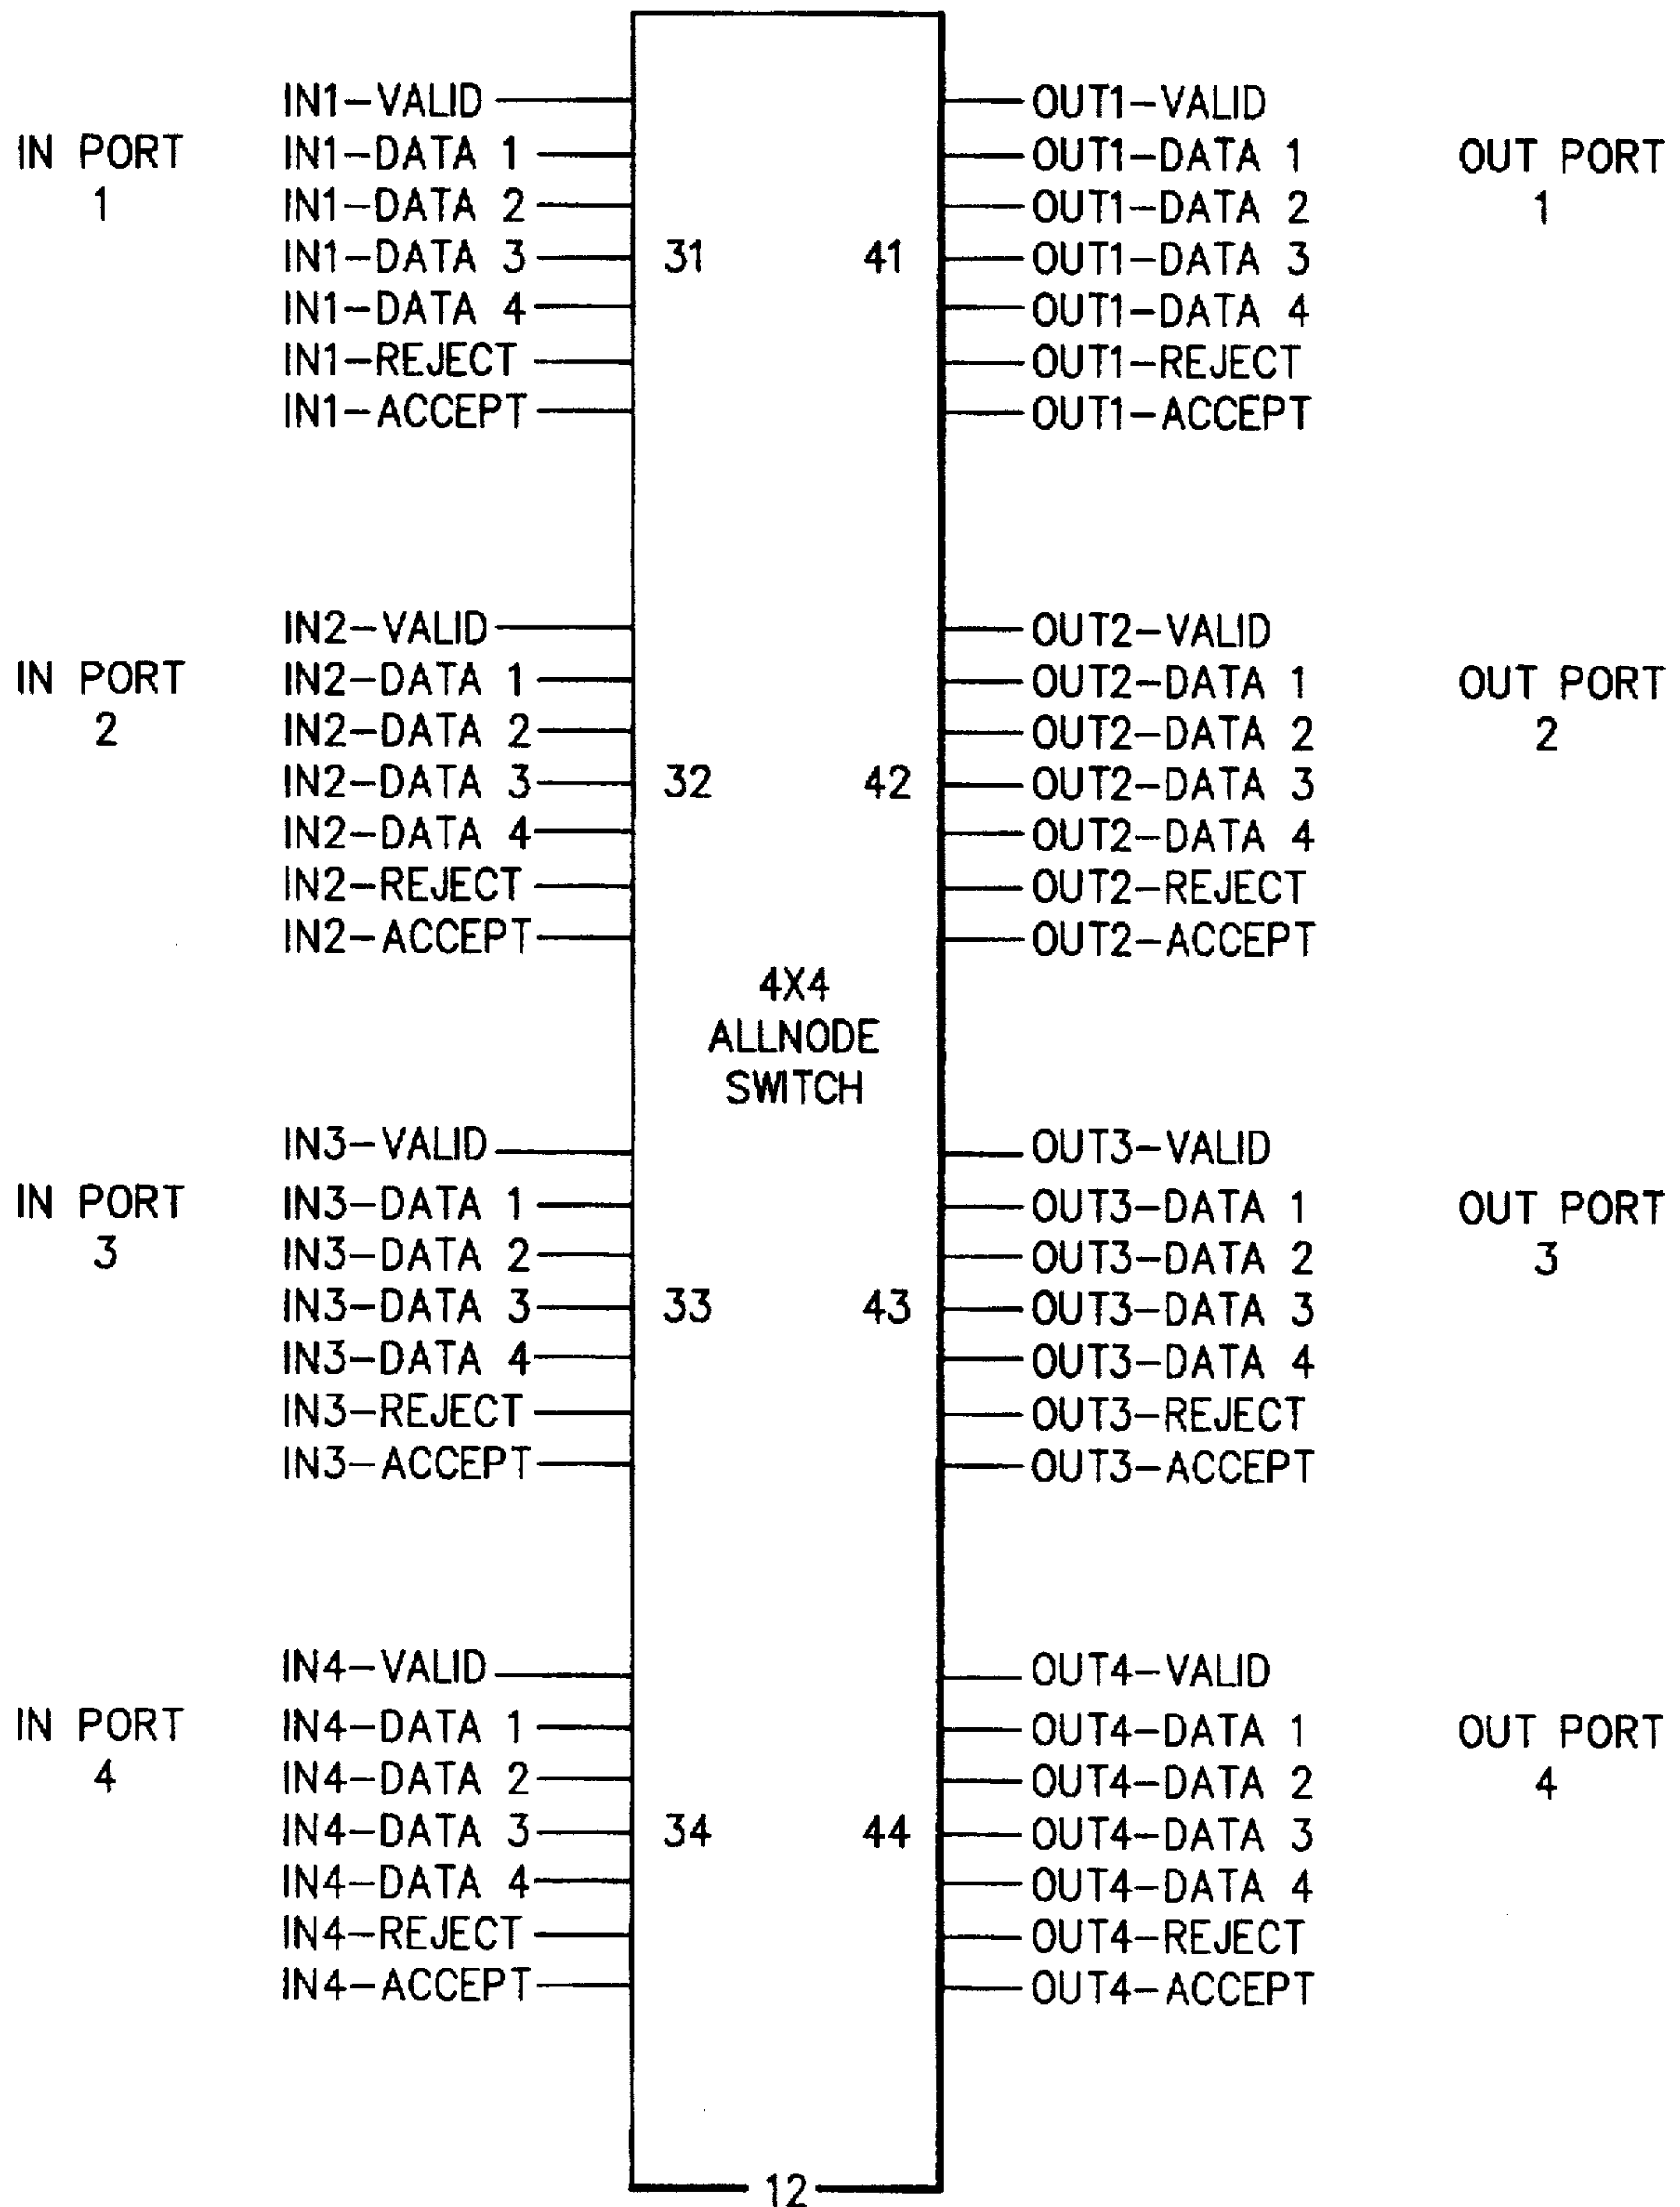 IN1-VALID OUT1-VALID
IN PORT IN1-DATA 1 OUT1-DATA 1 OUT PORT
1 IN1-DATA 2 OUT1-DATA 2 1
IN1-DATA 3 31 41 OUT1-DATA 3
IN1-DATA 4 OUT1-DATA 4
IN1-REJECT OUT1-REJECT
IN1-ACCEPT OUT1-ACCEPT
IN2-VALID OUT2-VALID
IN PORT IN2-DATA 1 OUT2-DATA 1 OUT PORT
2 IN2-DATA 2 OUT2-DATA 2 2
IN2-DATA 3 32 42 OUT2-DATA 3
IN2-DATA 4 OUT2-DATA 4
IN2-REJECT OUT2-REJECT
IN2-ACCEPT OUT2-ACCEPT
4X4
ALLNODE
SWITCH
IN3-VALID OUT3-VALID
IN PORT IN3-DATA 1 OUT3-DATA 1 OUT PORT
3 IN3-DATA 2 OUT3-DATA 2 3
IN3-DATA 3 33 43 OUT3-DATA 3
IN3-DATA 4 OUT3-DATA 4
IN3-REJECT OUT3-REJECT
IN3-ACCEPT OUT3-ACCEPT
IN4-VALID OUT4-VALID
IN PORT IN4-DATA 1 OUT4-DATA 1 OUT PORT
4 IN4-DATA 2 OUT4-DATA 2 4
IN4-DATA 3 34 44 OUT4-DATA 3
IN4-DATA 4 OUT4-DATA 4
IN4-REJECT OUT4-REJECT
IN4-ACCEPT OUT4-ACCEPT
12